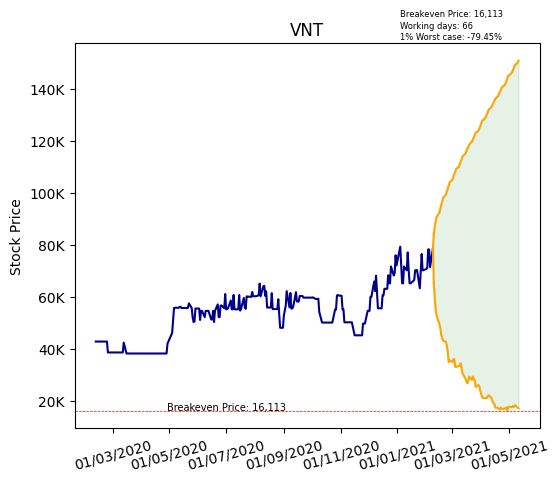 Breakeven Price: 16,113
Working days: 66
1% Worst case: -79.45%
VNT
Stock Price
140K
120K
100K
80K
60K
40K
20K
Breakeven Price: 16,113
01/03/2020
01/05/2020
01/07/2020
01/09/2020
01/11/2020
01/01/2021
01/03/2021
01/05/2021